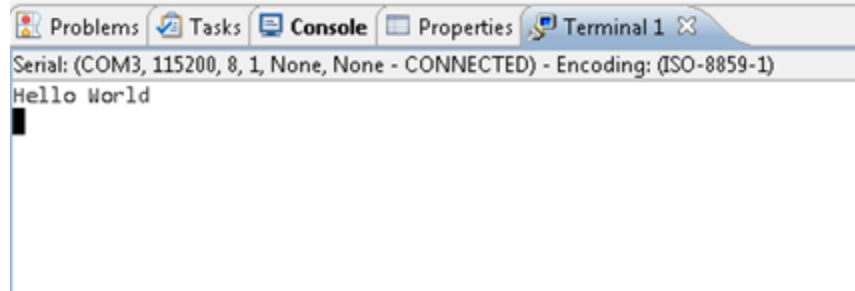 Problems Tasks Console Properties Terminal 1
Serial: (COM3, 115200, 8, 1, None, None - CONNECTED) - Encoding: (ISO-8859-1)
Hello World